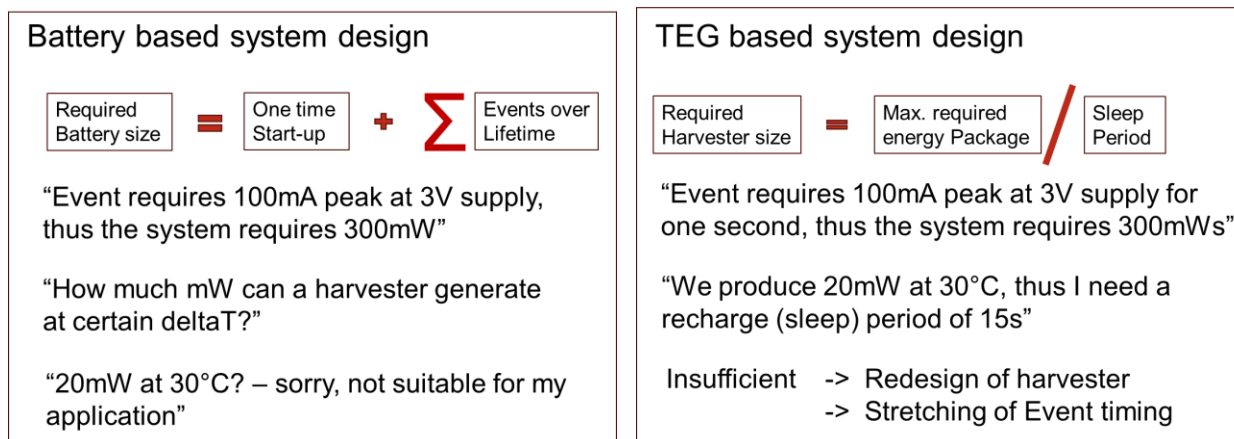 Battery based system design
Required
Battery size
=
One time
Start-up
+
Σ
Events over
Lifetime
“Event requires 100mA peak at 3V supply,
thus the system requires 300mW”
“How much mW can a harvester generate
at certain deltaT?”
“20mW at 30°C? – sorry, not suitable for my
application”
TEG based system design
Required
Harvester size
=
Max. required
energy Package
/
Sleep
Period
“Event requires 100mA peak at 3V supply for
one second, thus the system requires 300mWs”
“We produce 20mW at 30°C, thus I need a
recharge (sleep) period of 15s”
Insufficient -> Redesign of harvester
-> Stretching of Event timing